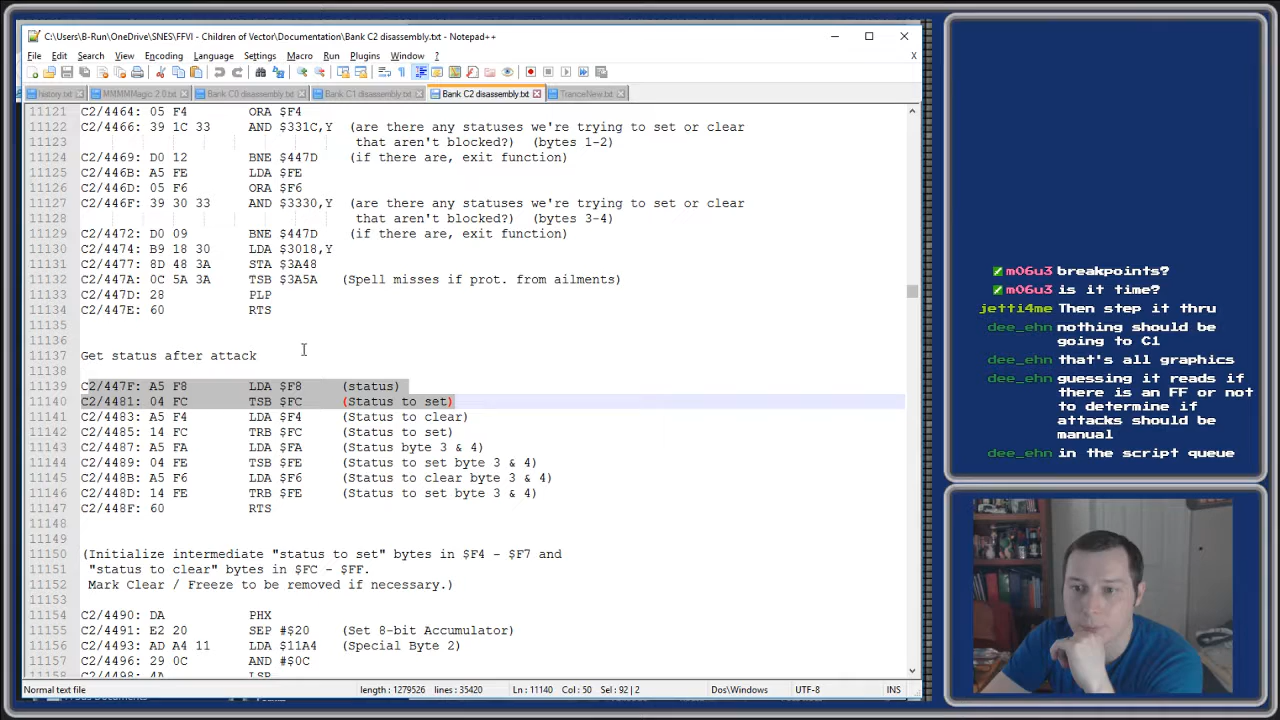 C:\Users\B-Run\OneDrive\SNES\FFVI - Children of Vector\Documentation\Bank C2 disassembly.txt - Notepad++
File Edit Search View Encoding Language Settings Macro Run Plugins Window ? X
history.txt MMMMMagic 2.0.txt Bank C0 disassembly.txt Bank C1 disassembly.txt Bank C2 disassembly.txt TranceNew.txt
11121 C2/4464: 05 F4 ORA $F4
11122 C2/4466: 39 1C 33 AND $331C,Y (are there any statuses we're trying to set or clear
11123 that aren't blocked?) (bytes 1-2)
11124 C2/4469: D0 12 BNE $447D (if there are, exit function)
11125 C2/446B: A5 FE LDA $FE
11126 C2/446D: 05 F6 ORA $F6
11127 C2/446F: 39 30 33 AND $3330,Y (are there any statuses we're trying to set or clear
11128 that aren't blocked?) (bytes 3-4)
11129 C2/4472: D0 09 BNE $447D (if there are, exit function)
11130 C2/4474: B9 18 30 LDA $3018,Y
11131 C2/4477: 8D 48 3A STA $3A48
11132 C2/447A: 0C 5A 3A TSB $3A5A (Spell misses if prot. from ailments)
11133 C2/447D: 28 PLP
11134 C2/447E: 60 RTS
11135
11136
11137 Get status after attack
11138
11139 C2/447F: A5 F8 LDA $F8 (status)
11140 C2/4481: 04 FC TSB $FC (Status to set)
11141 C2/4483: A5 F4 LDA $F4 (Status to clear)
11142 C2/4485: 14 FC TRB $FC (Status to set)
11143 C2/4487: A5 FA LDA $FA (Status byte 3 & 4)
11144 C2/4489: 04 FE TSB $FE (Status to set byte 3 & 4)
11145 C2/448B: A5 F6 LDA $F6 (Status to clear byte 3 & 4)
11146 C2/448D: 14 FE TRB $FE (Status to set byte 3 & 4)
11147 C2/448F: 60 RTS
11148
11149
11150 (Initialize intermediate "status to set" bytes in $F4 - $F7 and
11151 "status to clear" bytes in $FC - $FF.
11152 Mark Clear / Freeze to be removed if necessary.)
11153
11154 C2/4490: DA PHX
11155 C2/4491: E2 20 SEP #$20 (Set 8-bit Accumulator)
11156 C2/4493: AD A4 11 LDA $11A4 (Special Byte 2)
11157 C2/4496: 29 0C AND #$0C
11158 C2/4498: 4A LSR
Normal text file length : 1279526 lines : 35420 Ln : 11140 Col : 50 Sel : 92 | 2 Dos\Windows UTF-8 INS
m06u3 breakpoints?
m06u3 is it time?
jetti4me Then step it thru
dee_ehn nothing should be
going to C1
dee_ehn that's all graphics
dee_ehn guessing it reads if
there is an FF or not
to determine if
attacks should be
manual
dee_ehn in the script queue